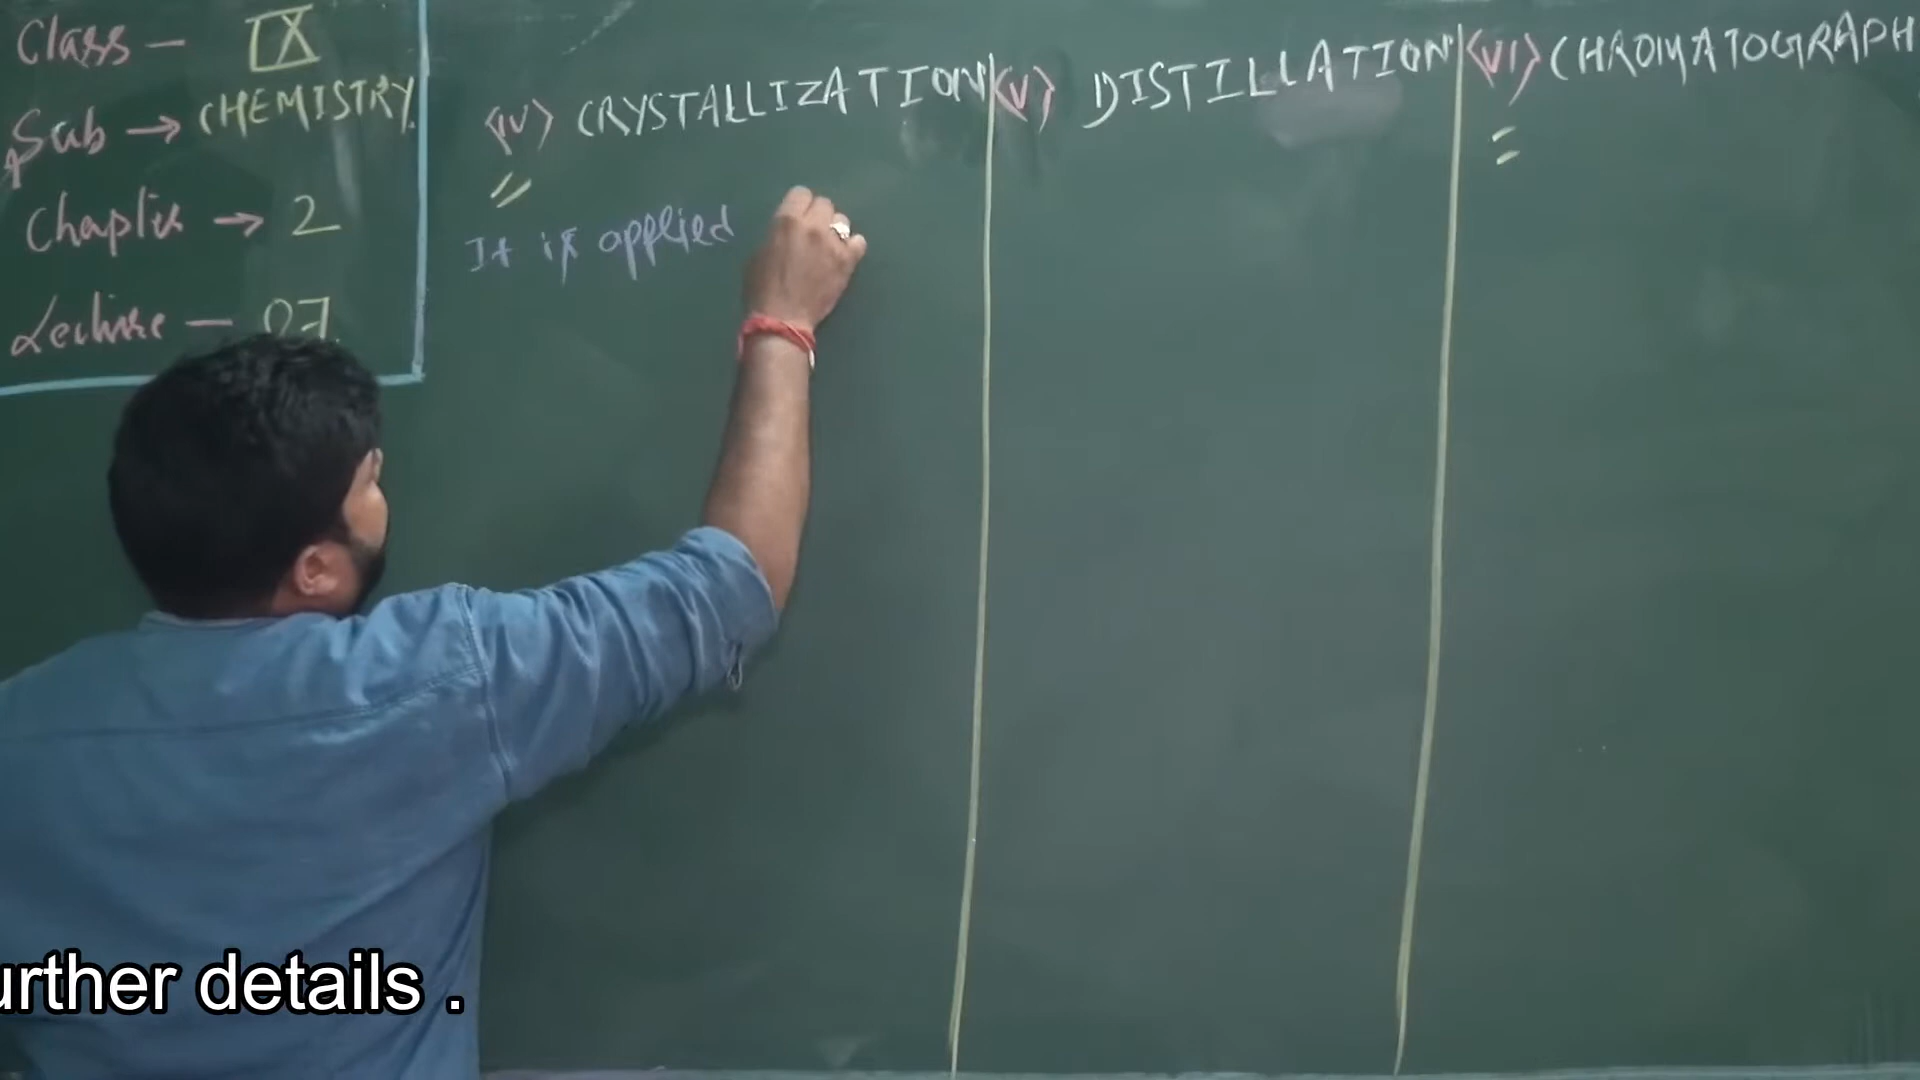 Class – IX
Sub → CHEMISTRY
Chapter → 2
Lecture – 07
<IV> CRYSTALLIZATION
It is applied
<V> DISTILLATION
<VI> CHROMATOGRAPH
urther details .